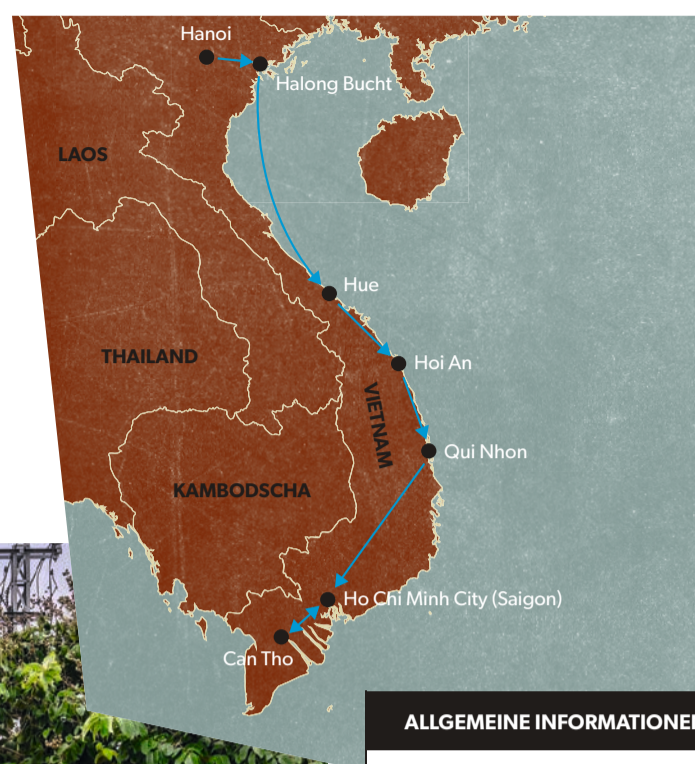 Hanoi
Halong Bucht
LAOS
Hue
THAILAND
Hoi An
VIETNAM
Qui Nhon
KAMBODSCHA
Ho Chi Minh City (Saigon)
Can Tho
ALLGEMEINE INFORMATIONE